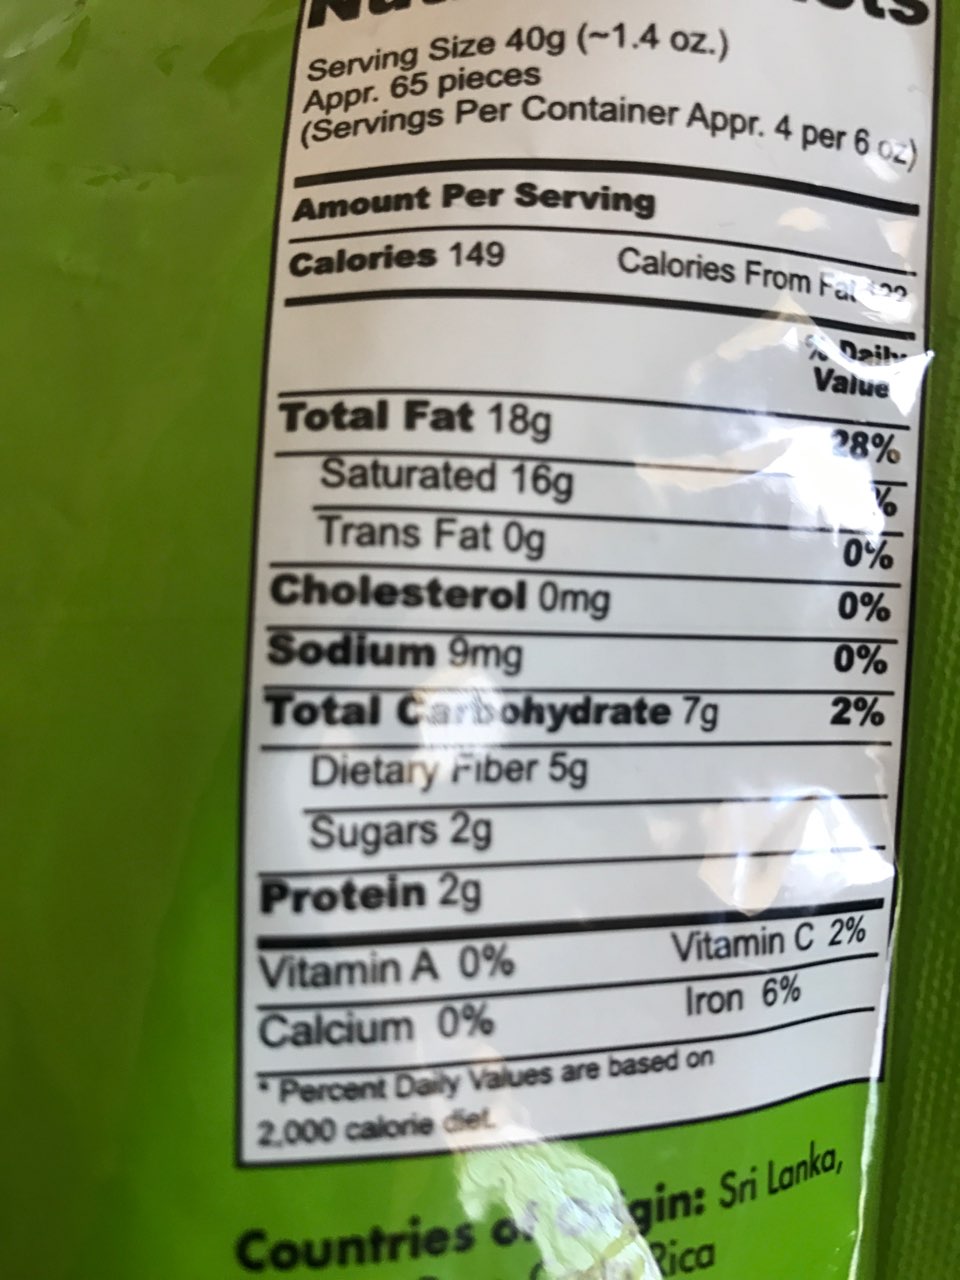 Serving Size 40g (~1.4 oz.)
Appr. 65 pieces
(Servings Per Container Appr. 4 per 6 oz)
Amount Per Serving
Calories 149 Calories From Fat
% Daily
Value
Total Fat 18g 28%
Saturated 16g %
Trans Fat 0g 0%
Cholesterol 0mg 0%
Sodium 9mg 0%
Total Carbohydrate 7g 2%
Dietary Fiber 5g
Sugars 2g
Protein 2g
Vitamin A 0% Vitamin C 2%
Calcium 0% Iron 6%
* Percent Daily Values are based on
2,000 calorie diet.
Countries of Origin: Sri Lanka,
Rica